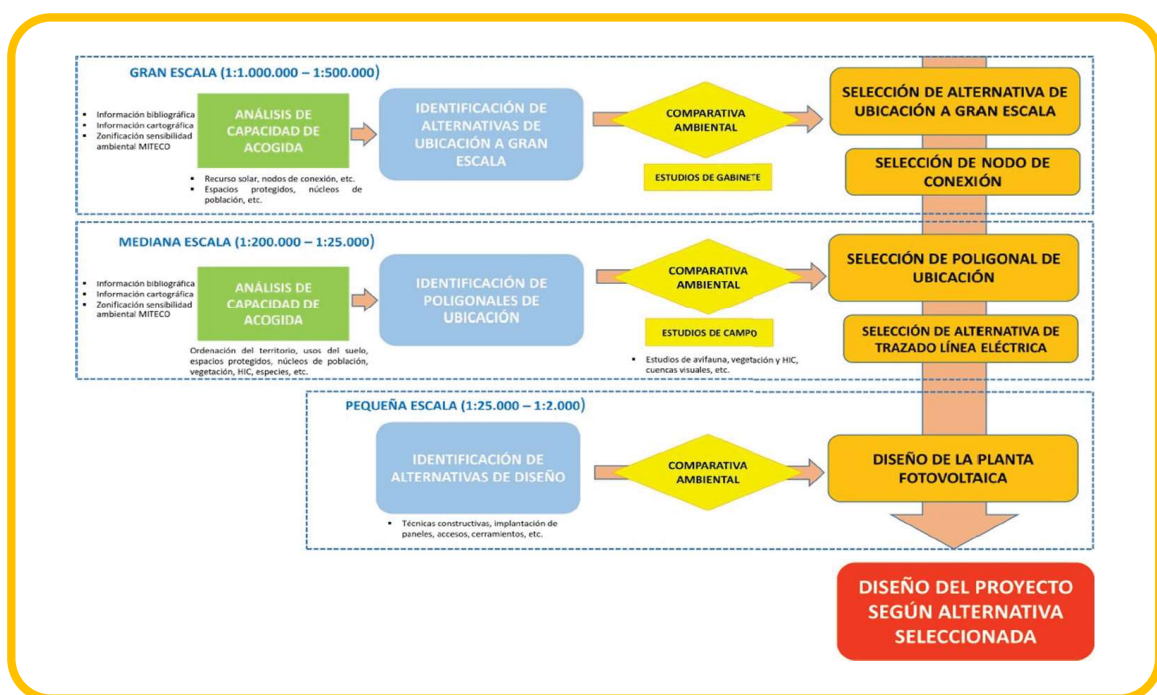 GRAN ESCALA (1:1.000.000 – 1:500.000)
▪ Información bibliográfica
▪ Información cartográfica
▪ Zonificación sensibilidad
ambiental MITECO
ANÁLISIS DE
CAPACIDAD DE
ACOGIDA
▪ Recurso solar, nodos de conexión, etc.
▪ Espacios protegidos, núcleos de
población, etc.
IDENTIFICACIÓN DE
ALTERNATIVAS DE
UBICACIÓN A GRAN
ESCALA
COMPARATIVA
AMBIENTAL
ESTUDIOS DE GABINETE
SELECCIÓN DE ALTERNATIVA DE
UBICACIÓN A GRAN ESCALA
SELECCIÓN DE NODO DE
CONEXIÓN
MEDIANA ESCALA (1:200.000 – 1:25.000)
▪ Información bibliográfica
▪ Información cartográfica
▪ Zonificación sensibilidad
ambiental MITECO
ANÁLISIS DE
CAPACIDAD DE
ACOGIDA
Ordenación del territorio, usos del suelo,
espacios protegidos, núcleos de población,
vegetación, HIC, especies, etc.
IDENTIFICACIÓN DE
POLIGONALES DE
UBICACIÓN
COMPARATIVA
AMBIENTAL
ESTUDIOS DE CAMPO
▪ Estudios de avifauna, vegetación y HIC,
cuencas visuales, etc.
SELECCIÓN DE POLIGONAL DE
UBICACIÓN
SELECCIÓN DE ALTERNATIVA DE
TRAZADO LÍNEA ELÉCTRICA
PEQUEÑA ESCALA (1:25.000 – 1:2.000)
IDENTIFICACIÓN DE
ALTERNATIVAS DE DISEÑO
▪ Técnicas constructivas, implantación de
paneles, accesos, cerramientos, etc.
COMPARATIVA
AMBIENTAL
DISEÑO DE LA PLANTA
FOTOVOLTAICA
DISEÑO DEL PROYECTO
SEGÚN ALTERNATIVA
SELECCIONADA